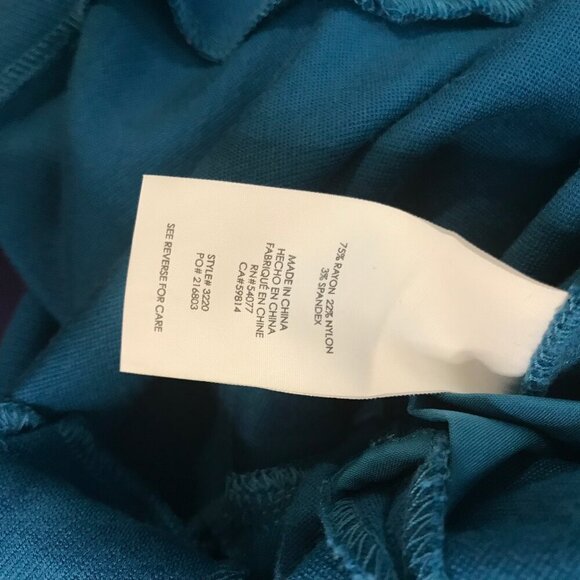 75% RAYON 22% NYLON
3% SPANDEX
MADE IN CHINA
HECHO EN CHINA
FABRIQUE EN CHINE
RN#54077
CA#59814
STYLE# 3220
PO# 216803
SEE REVERSE FOR CARE